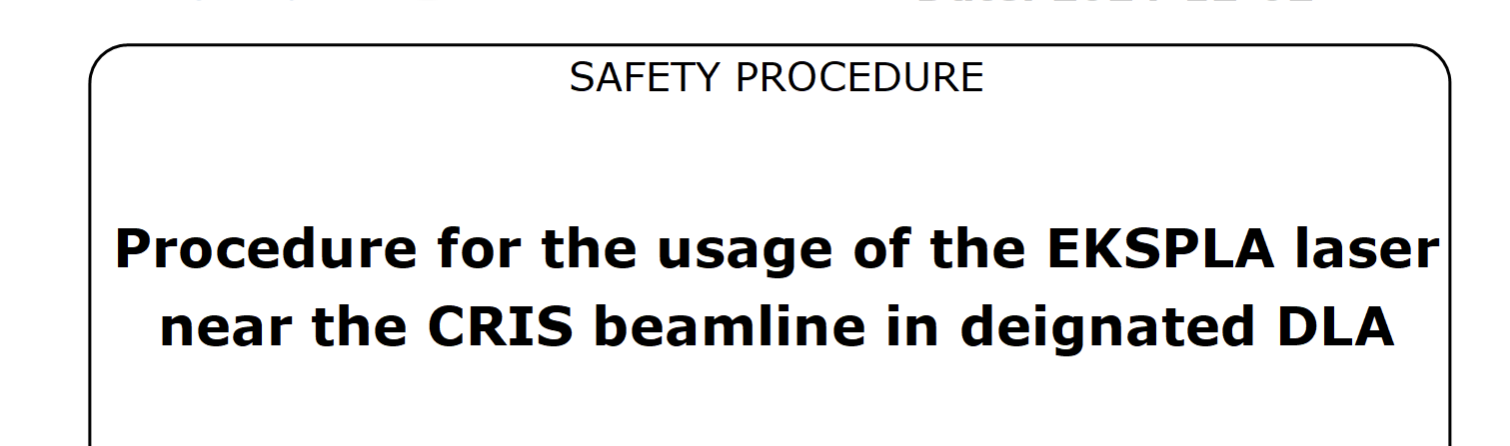 SAFETY PROCEDURE
Procedure for the usage of the EKSPLA laser
near the CRIS beamline in deignated DLA